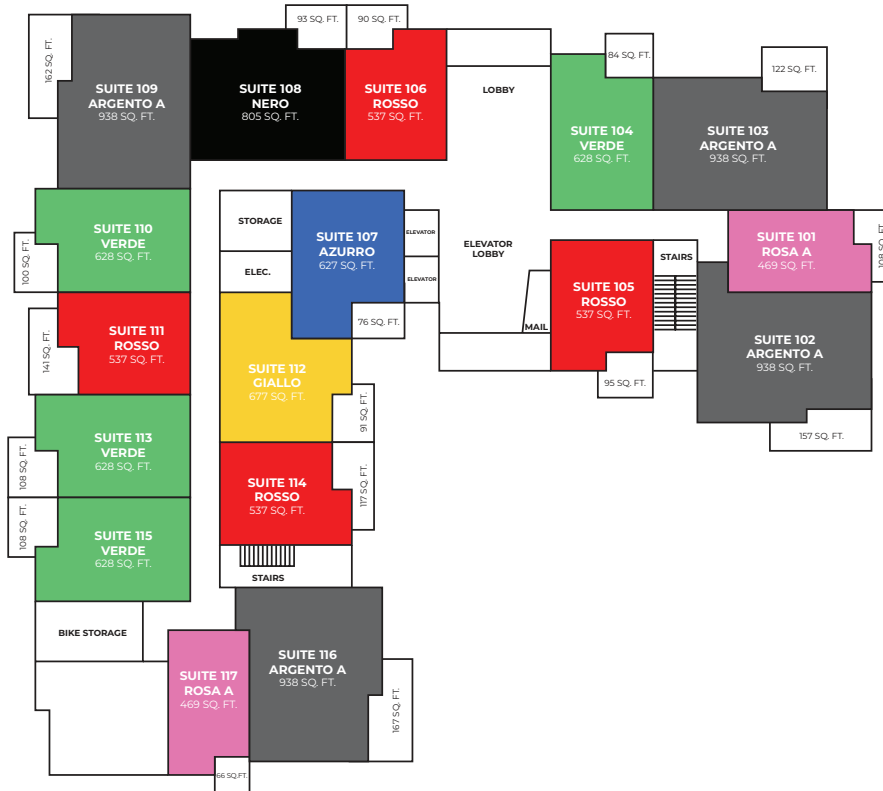 93 SQ. FT.
90 SQ. FT.
162 SQ. FT.
SUITE 109
ARGENTO A
938 SQ. FT.
SUITE 108
NERO
805 SQ. FT.
SUITE 106
ROSSO
537 SQ. FT.
LOBBY
84 SQ. FT.
122 SQ. FT.
SUITE 104
VERDE
628 SQ. FT.
SUITE 103
ARGENTO A
938 SQ. FT.
SUITE 110
VERDE
628 SQ. FT.
100 SQ. FT.
STORAGE
ELEC.
SUITE 107
AZURRO
627 SQ. FT.
ELEVATOR
ELEVATOR
ELEVATOR
LOBBY
MAIL
SUITE 105
ROSSO
537 SQ. FT.
STAIRS
SUITE 101
ROSA A
469 SQ. FT.
108 SQ. FT.
76 SQ. FT.
SUITE 111
ROSSO
537 SQ. FT.
141 SQ. FT.
SUITE 112
GIALLO
677 SQ. FT.
91 SQ. FT.
95 SQ. FT.
SUITE 102
ARGENTO A
938 SQ. FT.
157 SQ. FT.
SUITE 113
VERDE
628 SQ. FT.
108 SQ. FT.
SUITE 114
ROSSO
537 SQ. FT.
117 SQ. FT.
SUITE 115
VERDE
628 SQ. FT.
108 SQ. FT.
STAIRS
BIKE STORAGE
SUITE 117
ROSA A
469 SQ. FT.
SUITE 116
ARGENTO A
938 SQ. FT.
167 SQ. FT.
66 SQ.FT.